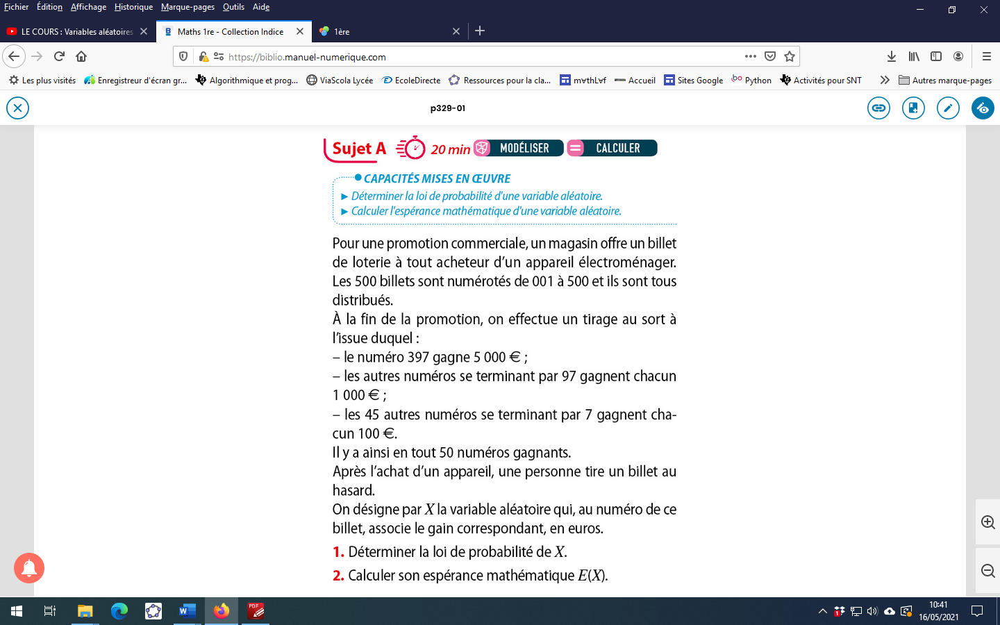 Fichier Édition Affichage Historique Marque-pages Outils Aide
LE COURS : Variables aléatoires
Maths 1re - Collection Indice
1ère
https://biblio.manuel-numerique.com
Les plus visités Enregistreur d'écran gr... Algorithmique et prog... ViaScola Lycée EcoleDirecte Ressources pour la cla... m∀thL∀f Accueil Sites Google Python Activités pour SNT Autres marque-pages
p329-01
Sujet A 20 min MODÉLISER CALCULER
CAPACITÉS MISES EN ŒUVRE
► Déterminer la loi de probabilité d'une variable aléatoire.
► Calculer l'espérance mathématique d'une variable aléatoire.
Pour une promotion commerciale, un magasin offre un billet
de loterie à tout acheteur d'un appareil électroménager.
Les 500 billets sont numérotés de 001 à 500 et ils sont tous
distribués.
À la fin de la promotion, on effectue un tirage au sort à
l'issue duquel :
– le numéro 397 gagne 5 000 € ;
– les autres numéros se terminant par 97 gagnent chacun
1 000 € ;
– les 45 autres numéros se terminant par 7 gagnent cha-
cun 100 €.
Il y a ainsi en tout 50 numéros gagnants.
Après l'achat d'un appareil, une personne tire un billet au
hasard.
On désigne par X la variable aléatoire qui, au numéro de ce
billet, associe le gain correspondant, en euros.
1. Déterminer la loi de probabilité de X.
2. Calculer son espérance mathématique E(X).
10:41
16/05/2021